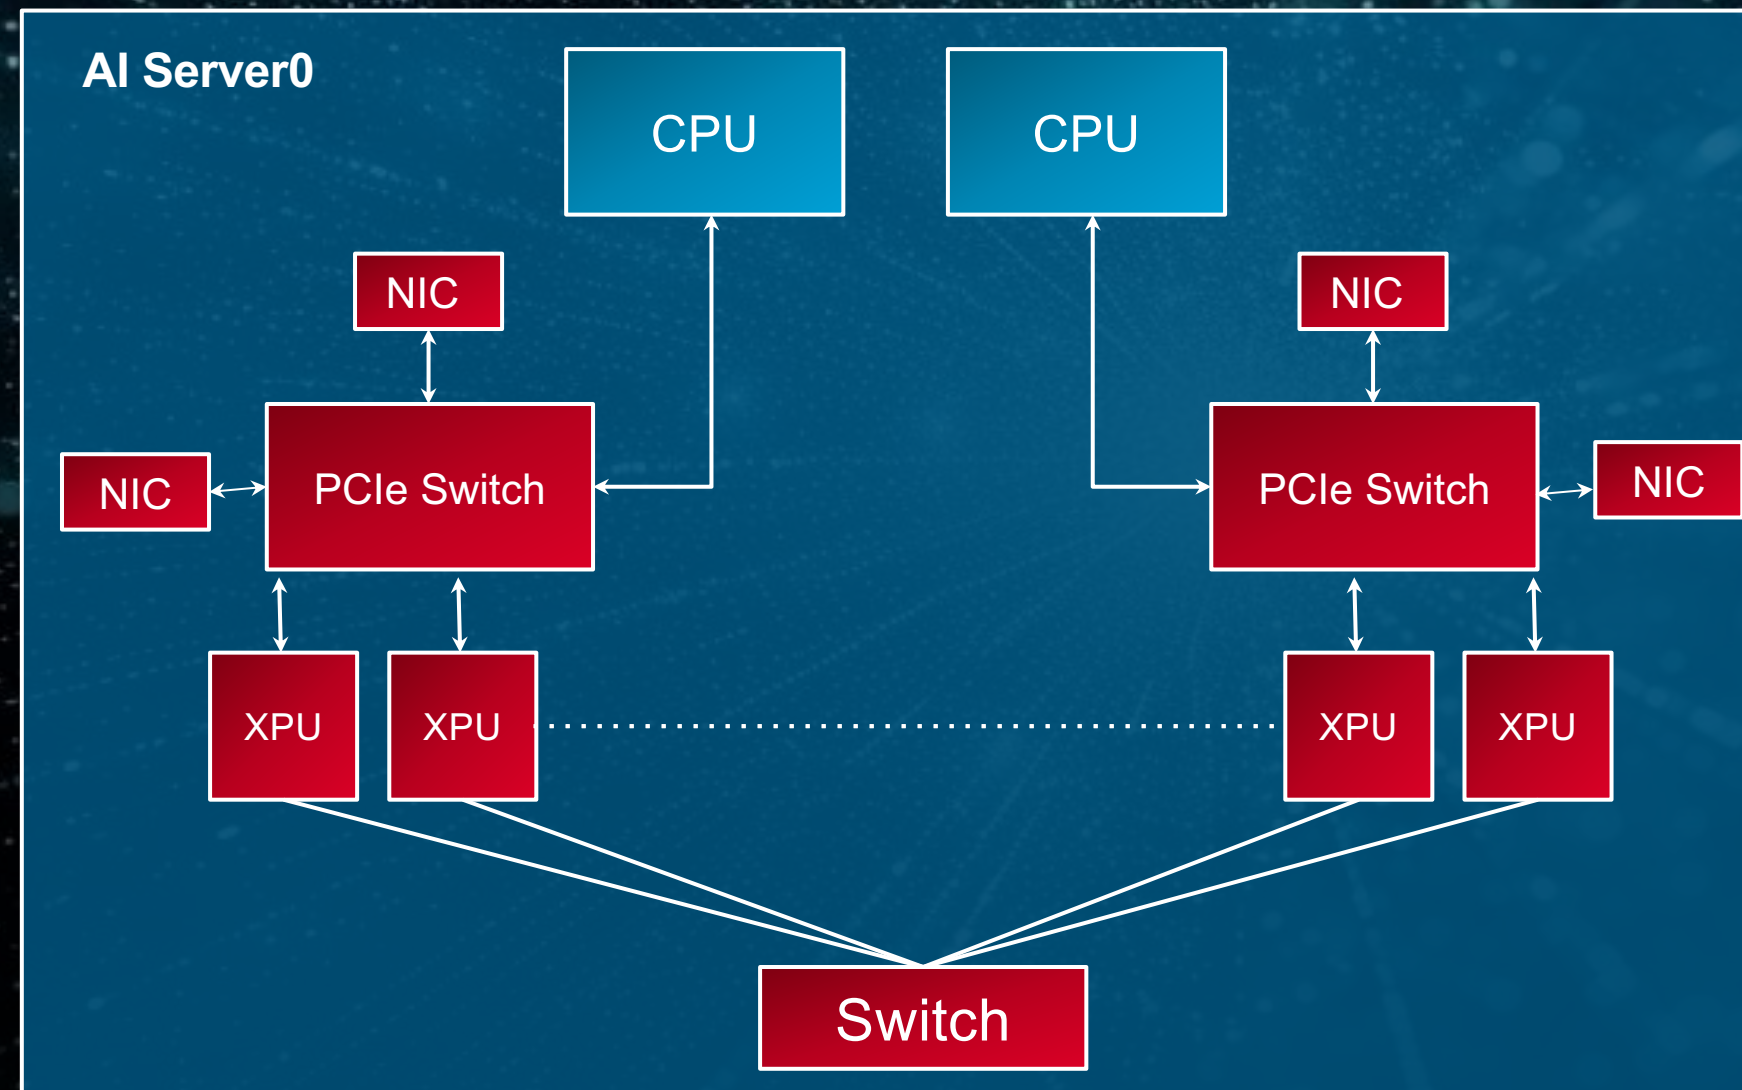 AI Server0
CPU
CPU
NIC
NIC
NIC
PCIe Switch
PCIe Switch
NIC
XPU
XPU
XPU
XPU
Switch